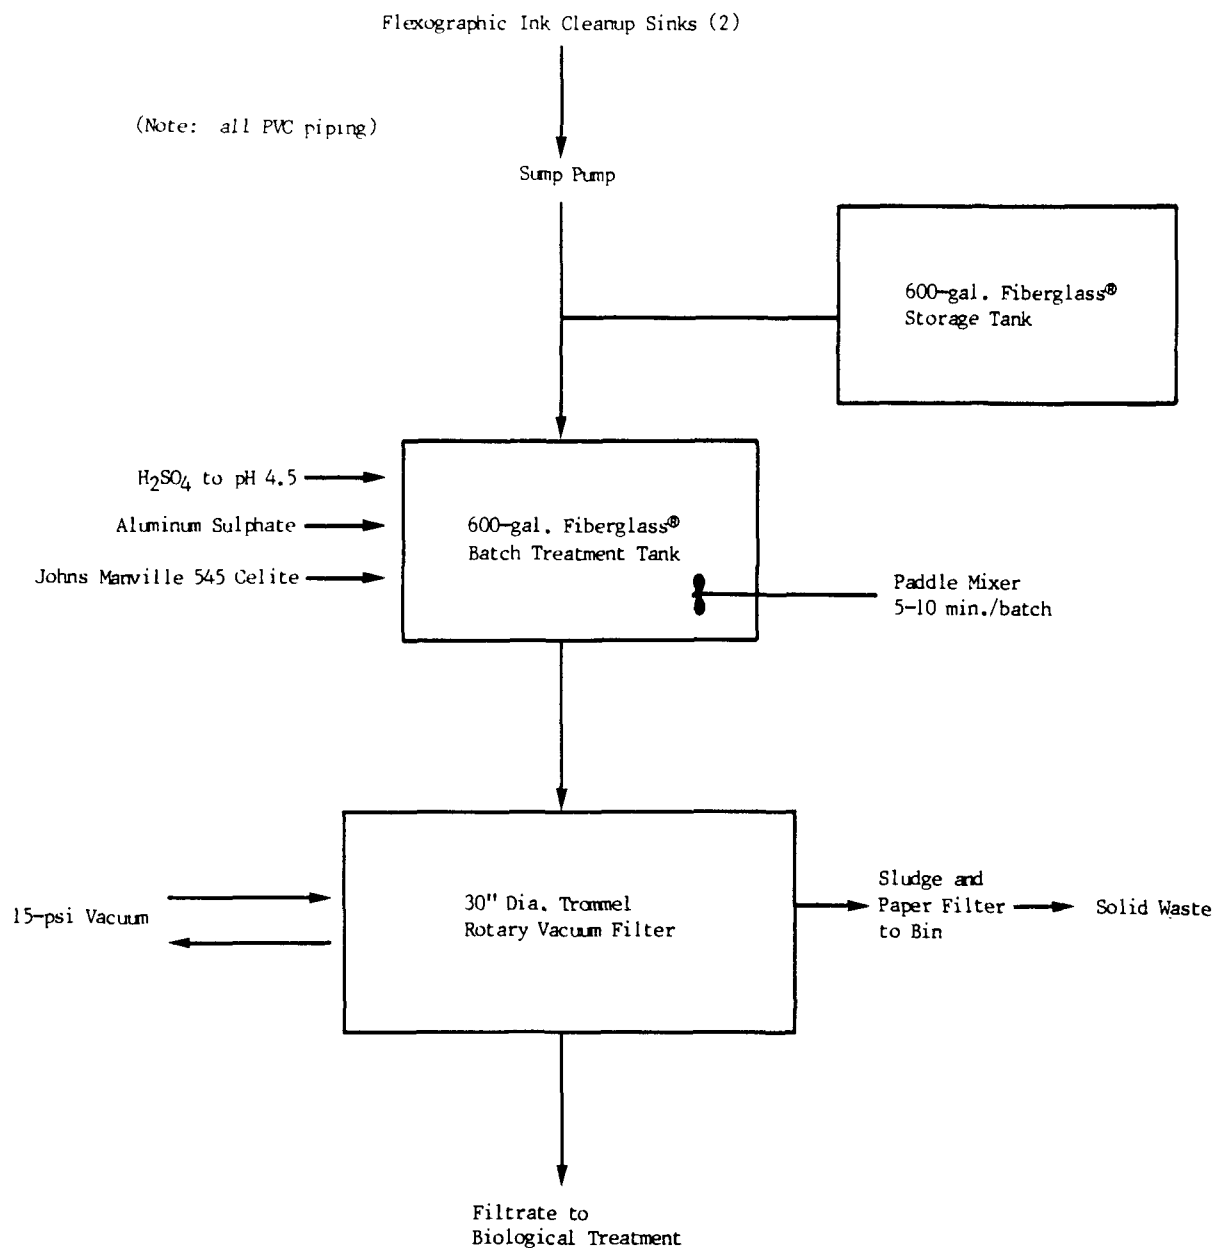 Flexographic Ink Cleanup Sinks (2)
(Note: all PVC piping)
Sump Pump
600-gal. Fiberglass®
Storage Tank
H₂SO₄ to pH 4.5
Aluminum Sulphate
Johns Manville 545 Celite
600-gal. Fiberglass®
Batch Treatment Tank
Paddle Mixer
5-10 min./batch
15-psi Vacuum
30" Dia. Trommel
Rotary Vacuum Filter
Sludge and
Paper Filter
to Bin
Solid Waste
Filtrate to
Biological Treatment